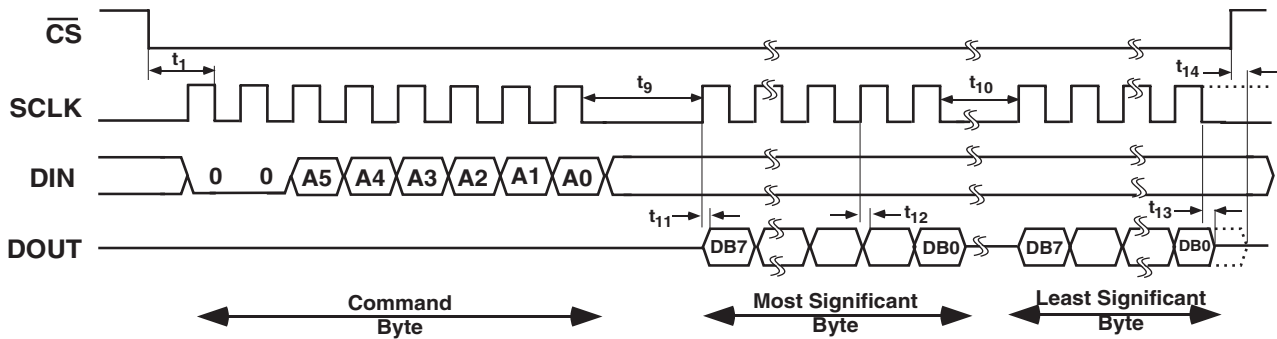 CS
t1
t14
SCLK
t9
t10
DIN
0 0 A5 A4 A3 A2 A1 A0
t11
t12
t13
DOUT
DB7 DB0 DB7 DB0
Command
Byte
Most Significant
Byte
Least Significant
Byte